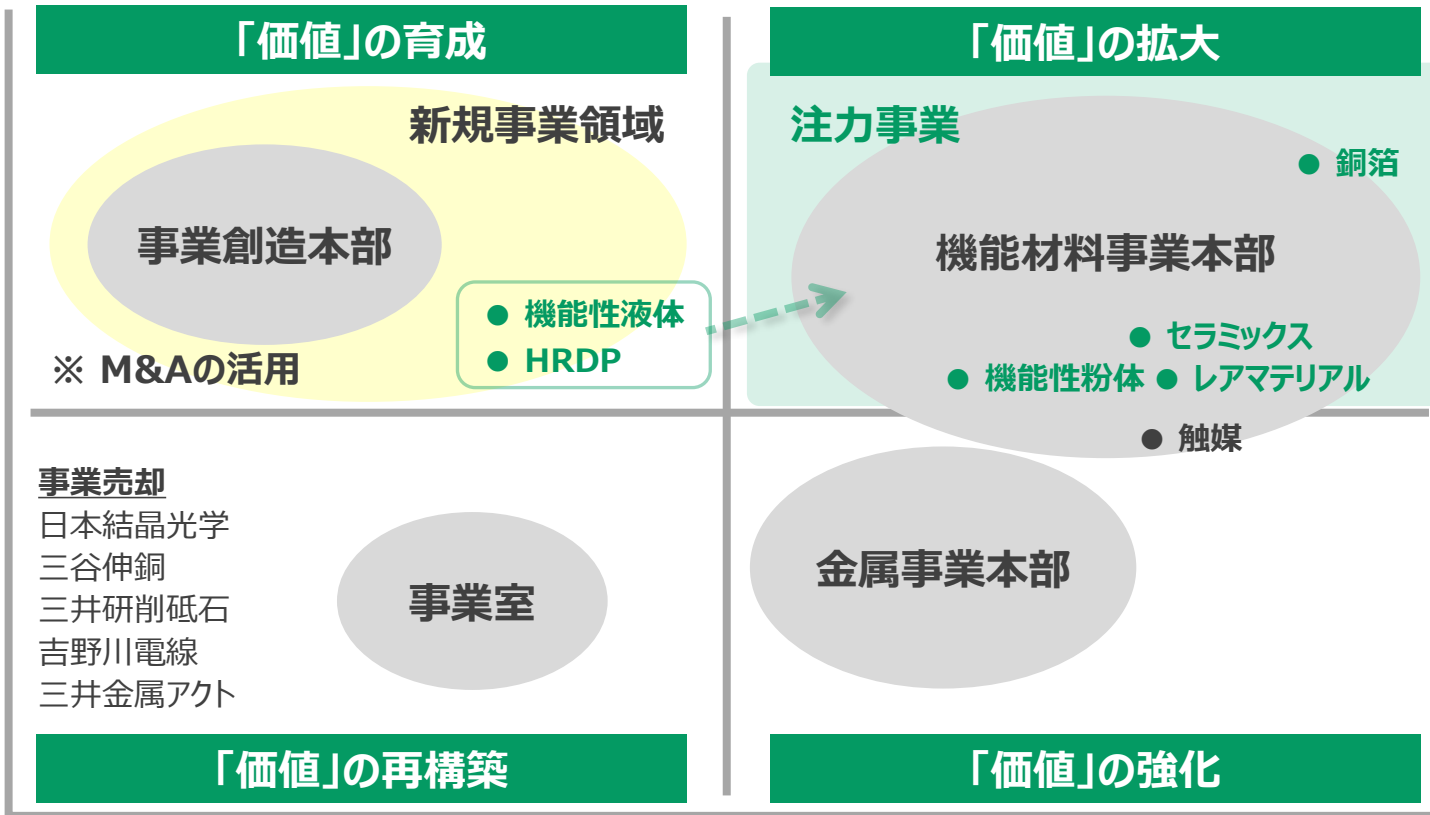 「価値」の育成
新規事業領域
事業創造本部
● 機能性液体
● HRDP
※ M&Aの活用
「価値」の拡大
注力事業
● 銅箔
機能材料事業本部
● セラミックス
● 機能性粉体 ● レアマテリアル
● 触媒
事業売却
日本結晶光学
三谷伸銅
三井研削砥石
吉野川電線
三井金属アクト
事業室
「価値」の再構築
金属事業本部
「価値」の強化